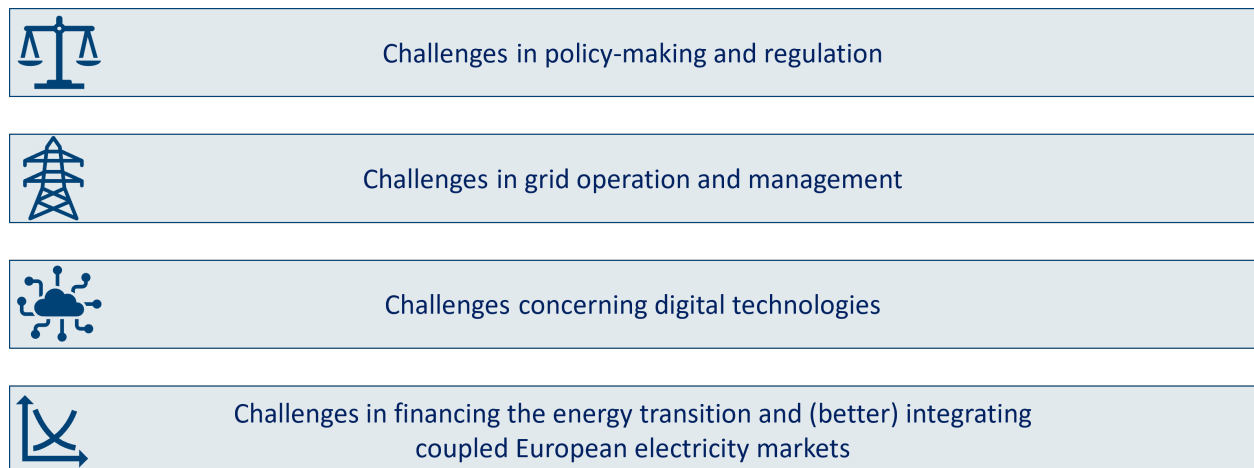 Challenges in policy-making and regulation
Challenges in grid operation and management
Challenges concerning digital technologies
Challenges in financing the energy transition and (better) integrating
coupled European electricity markets